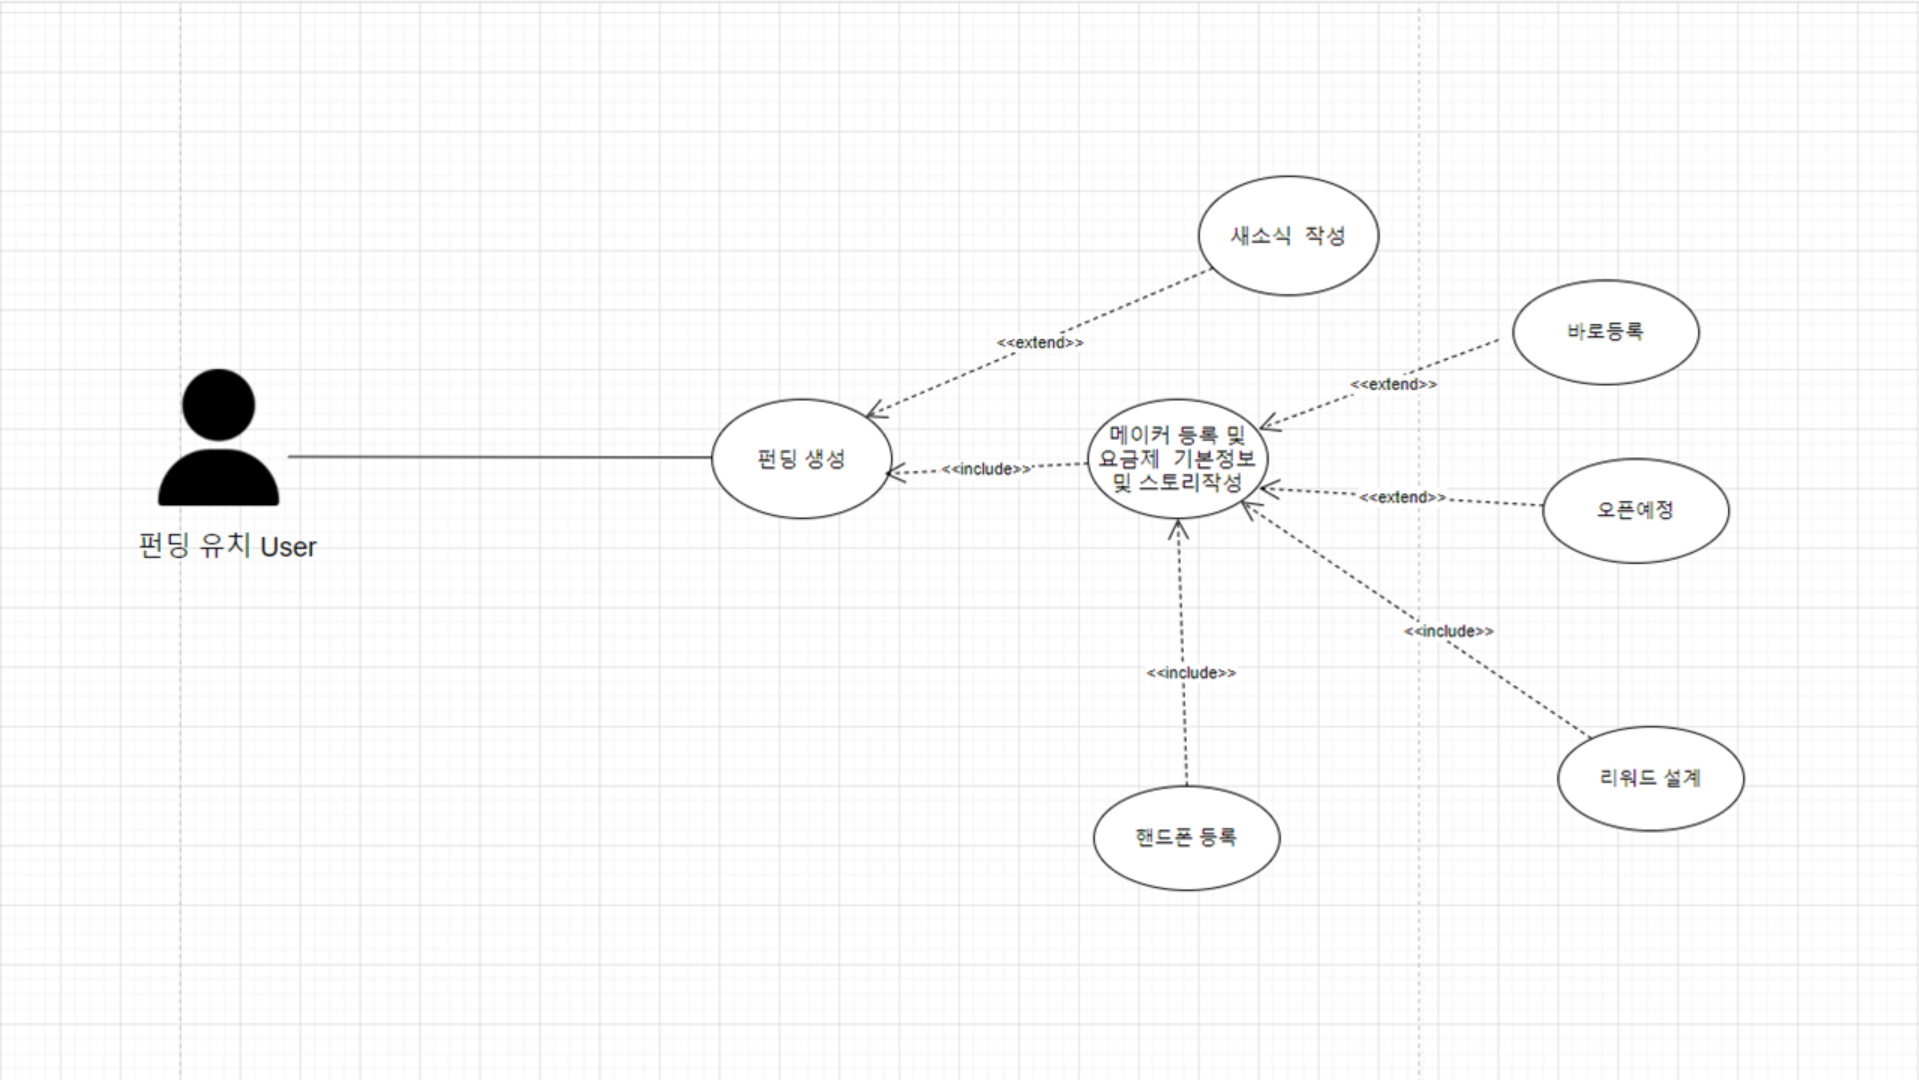 새소식  작성
<<extend>>
바로등록
<<extend>>
펀딩 생성
<<include>>
메이커 등록 및
요금제  기본정보
및 스토리작성
<<extend>>
오픈예정
펀딩 유치 User
<<include>>
<<include>>
리워드 설계
핸드폰 등록